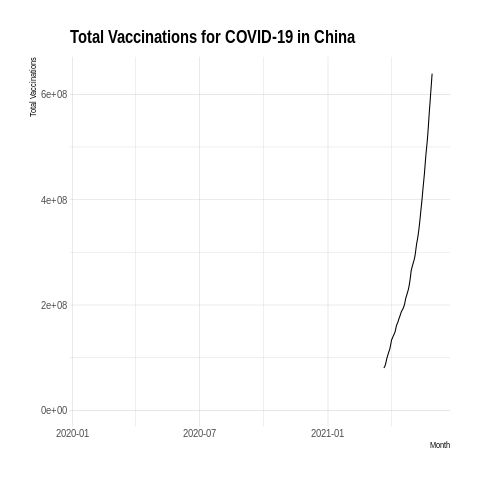 Total Vaccinations for COVID-19 in China
Total Vaccinations
6e+08
4e+08
2e+08
0e+00
2020-01
2020-07
2021-01
Month